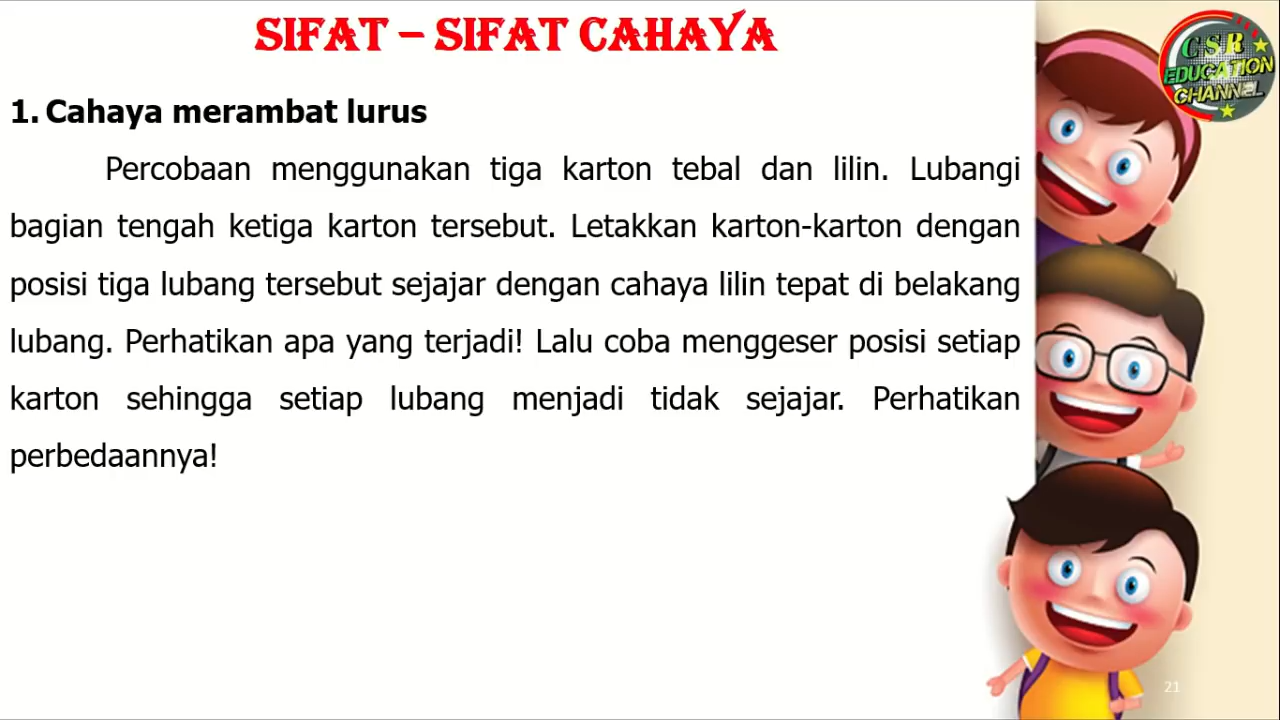 SIFAT – SIFAT CAHAYA
CSR
EDUCATION
CHANNEL
1. Cahaya merambat lurus
Percobaan menggunakan tiga karton tebal dan lilin. Lubangi
bagian tengah ketiga karton tersebut. Letakkan karton-karton dengan
posisi tiga lubang tersebut sejajar dengan cahaya lilin tepat di belakang
lubang. Perhatikan apa yang terjadi! Lalu coba menggeser posisi setiap
karton sehingga setiap lubang menjadi tidak sejajar. Perhatikan
perbedaannya!
21